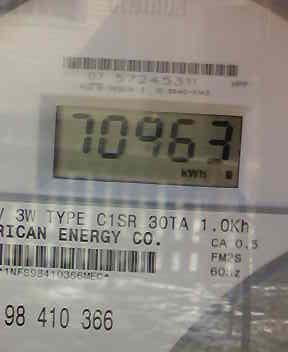 07 57245311
70963
kWh
/ 3W TYPE C1SR 30TA 1.0Kh
RICAN ENERGY CO.
CA 0.5
FM2S
60Hz
*1NFS98410366MEC*
98 410 366